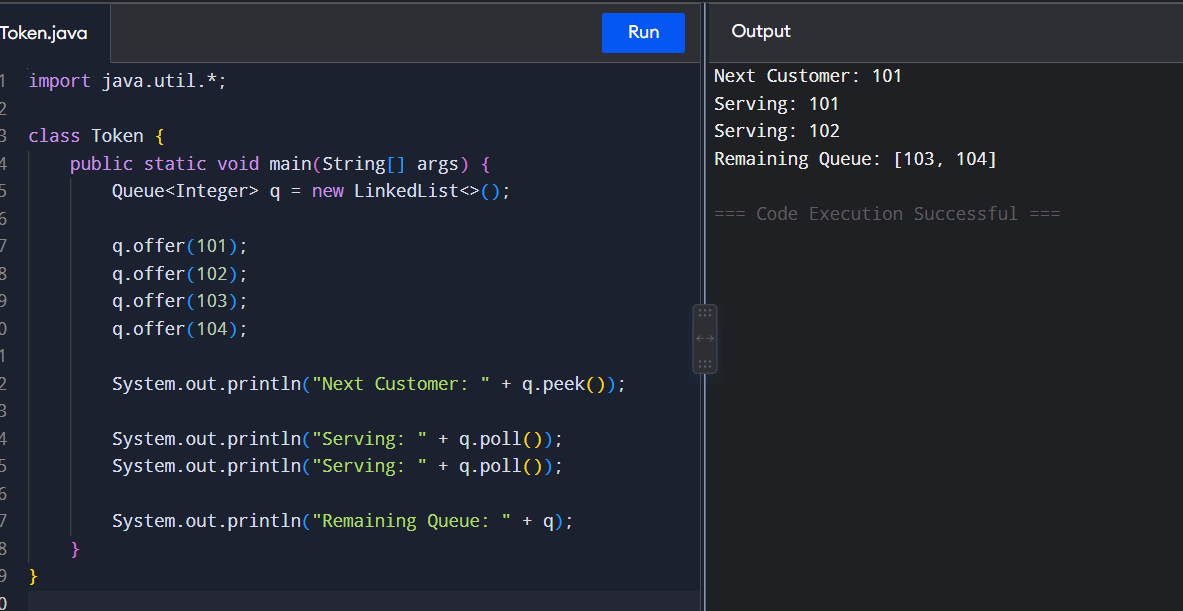 Token.java
Run
Output
1 import java.util.*;
2
3 class Token {
4 public static void main(String[] args) {
5 Queue<Integer> q = new LinkedList<>();
6
7 q.offer(101);
8 q.offer(102);
9 q.offer(103);
0 q.offer(104);
1
2 System.out.println("Next Customer: " + q.peek());
3
4 System.out.println("Serving: " + q.poll());
5 System.out.println("Serving: " + q.poll());
6
7 System.out.println("Remaining Queue: " + q);
8 }
9 }
0
Next Customer: 101
Serving: 101
Serving: 102
Remaining Queue: [103, 104]
=== Code Execution Successful ===